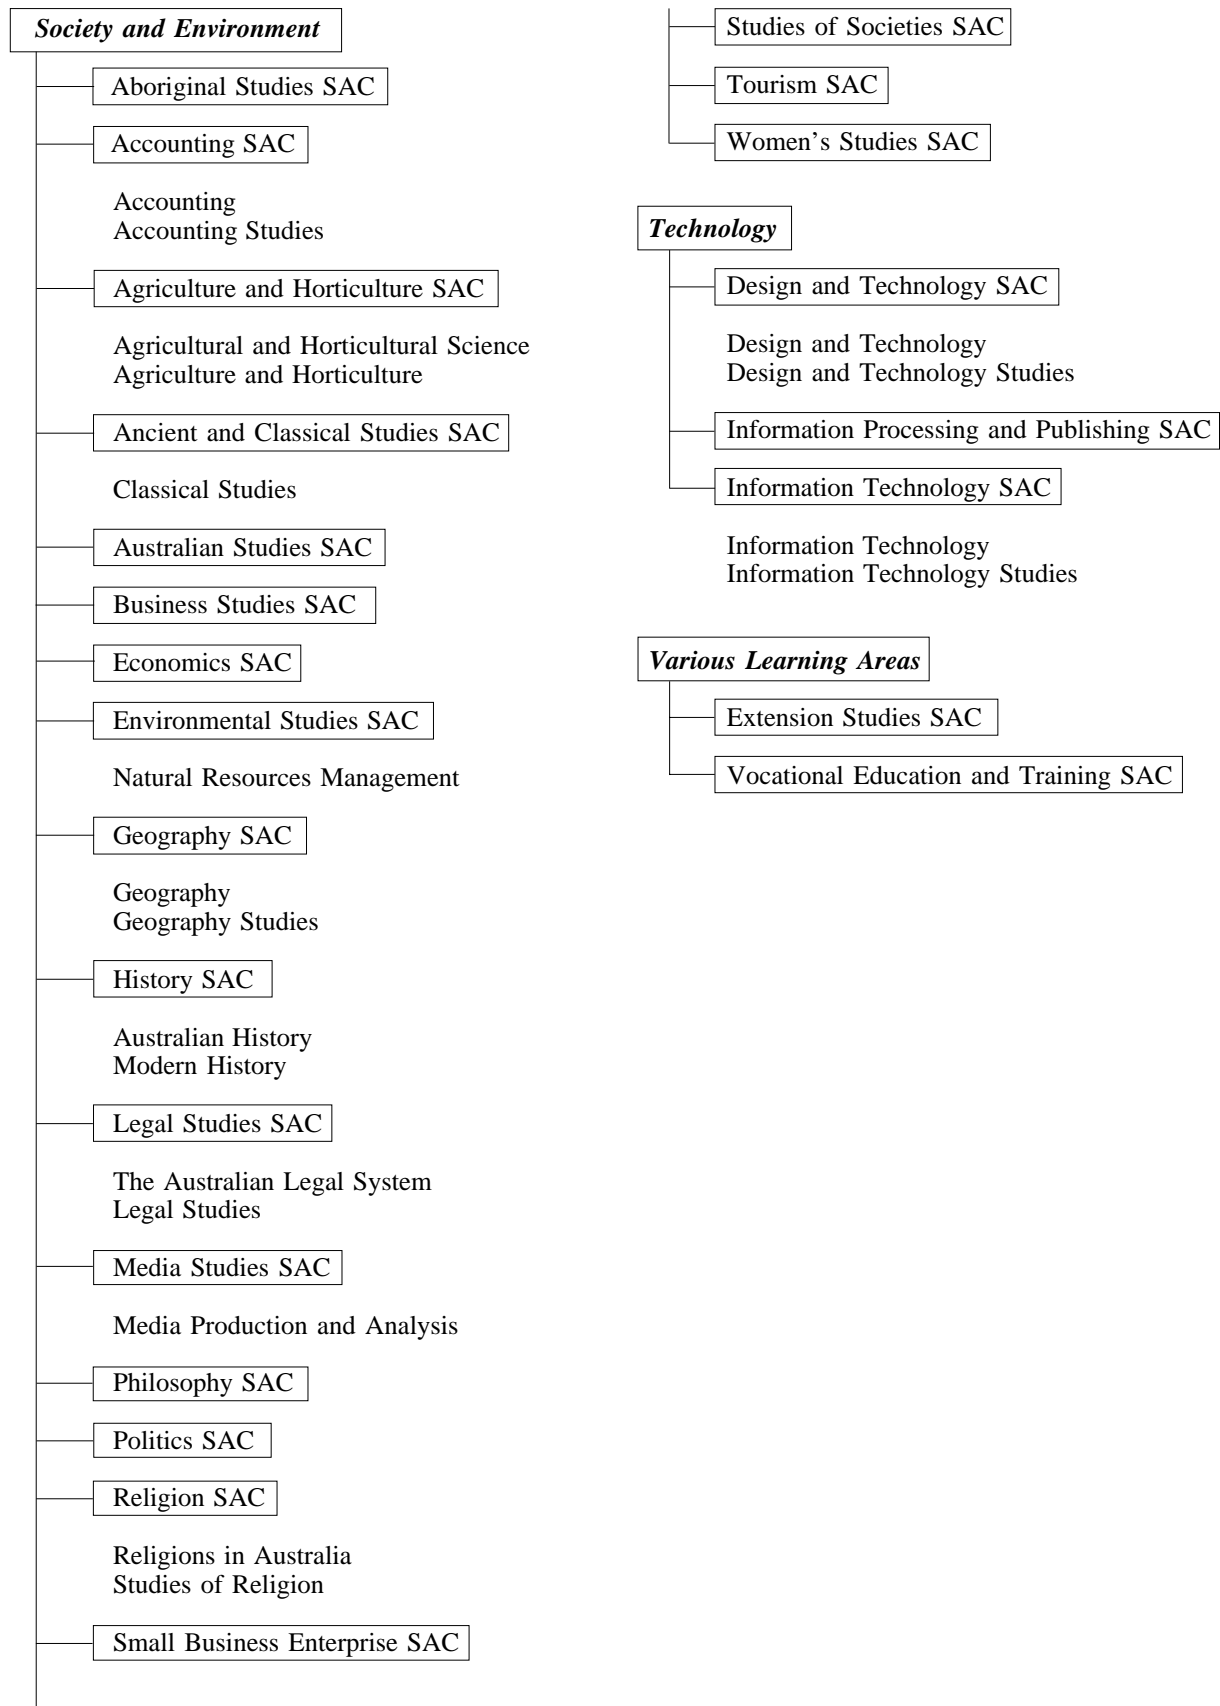 Society and Environment
Aboriginal Studies SAC
Accounting SAC
Accounting
Accounting Studies
Agriculture and Horticulture SAC
Agricultural and Horticultural Science
Agriculture and Horticulture
Ancient and Classical Studies SAC
Classical Studies
Australian Studies SAC
Business Studies SAC
Economics SAC
Environmental Studies SAC
Natural Resources Management
Geography SAC
Geography
Geography Studies
History SAC
Australian History
Modern History
Legal Studies SAC
The Australian Legal System
Legal Studies
Media Studies SAC
Media Production and Analysis
Philosophy SAC
Politics SAC
Religion SAC
Religions in Australia
Studies of Religion
Small Business Enterprise SAC
Studies of Societies SAC
Tourism SAC
Women's Studies SAC
Technology
Design and Technology SAC
Design and Technology
Design and Technology Studies
Information Processing and Publishing SAC
Information Technology SAC
Information Technology
Information Technology Studies
Various Learning Areas
Extension Studies SAC
Vocational Education and Training SAC